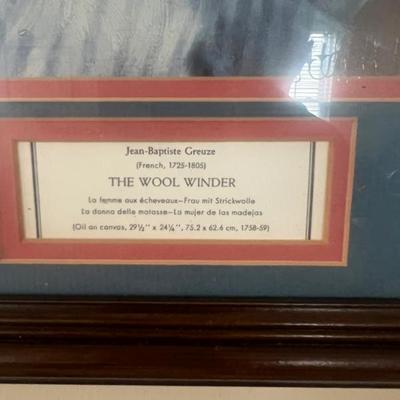 Jean-Baptiste Greuze
(French, 1725-1805)
THE WOOL WINDER
La femme aux écheveaux—Frau mit Strickwolle
La donna delle matasse—La mujer de las madejas
(Oil on canvas, 29½" x 24⅛", 75.2 x 62.6 cm, 1758-59)